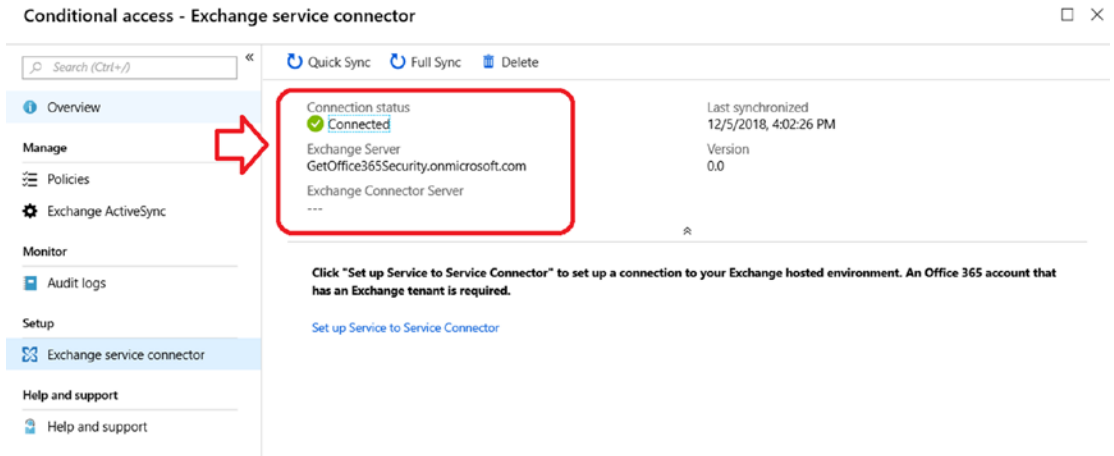 Conditional access - Exchange service connector
Search (Ctrl+/)
Overview
Manage
Policies
Exchange ActiveSync
Monitor
Audit logs
Setup
Exchange service connector
Help and support
Help and support
Quick Sync Full Sync Delete
Connection status
Connected
Exchange Server
GetOffice365Security.onmicrosoft.com
Exchange Connector Server
---
Last synchronized
12/5/2018, 4:02:26 PM
Version
0.0
Click "Set up Service to Service Connector" to set up a connection to your Exchange hosted environment. An Office 365 account that
has an Exchange tenant is required.
Set up Service to Service Connector